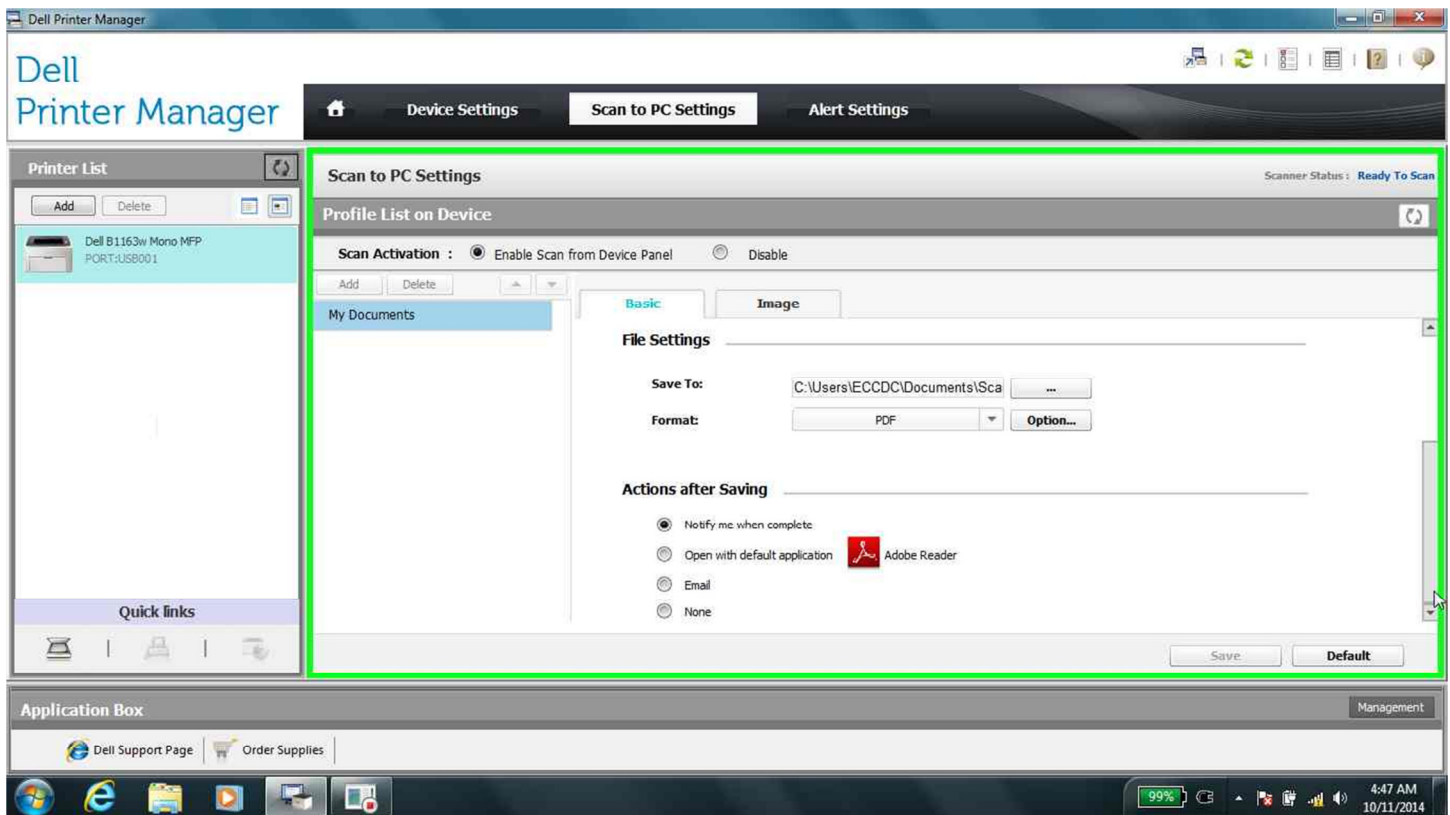 Dell Printer Manager
Dell
Printer Manager
Device Settings
Scan to PC Settings
Alert Settings
Printer List
Add
Delete
Dell B1163w Mono MFP
PORT:USB001
Quick links
Scan to PC Settings
Scanner Status : Ready To Scan
Profile List on Device
Scan Activation : Enable Scan from Device Panel Disable
Add
Delete
My Documents
Basic
Image
File Settings
Save To: C:\Users\ECCDC\Documents\Sca ...
Format: PDF Option...
Actions after Saving
Notify me when complete
Open with default application Adobe Reader
Email
None
Save
Default
Application Box
Management
Dell Support Page
Order Supplies
99%
4:47 AM
10/11/2014